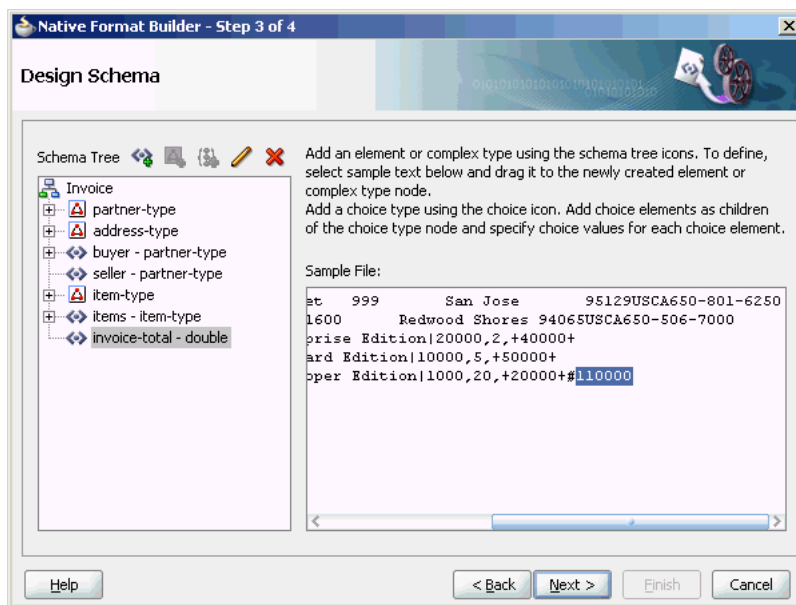 Native Format Builder - Step 3 of 4
Design Schema
Schema Tree
Invoice
partner-type
address-type
buyer - partner-type
seller - partner-type
item-type
items - item-type
invoice-total - double
Add an element or complex type using the schema tree icons. To define,
select sample text below and drag it to the newly created element or
complex type node.
Add a choice type using the choice icon. Add choice elements as children
of the choice type node and specify choice values for each choice element.
Sample File:
et 999 San Jose 95129USCA650-801-6250
1600 Redwood Shores 94065USCA650-506-7000
prise Edition|20000,2,+40000+
ard Edition|10000,5,+50000+
oper Edition|1000,20,+20000+#110000
Help
< Back
Next >
Finish
Cancel